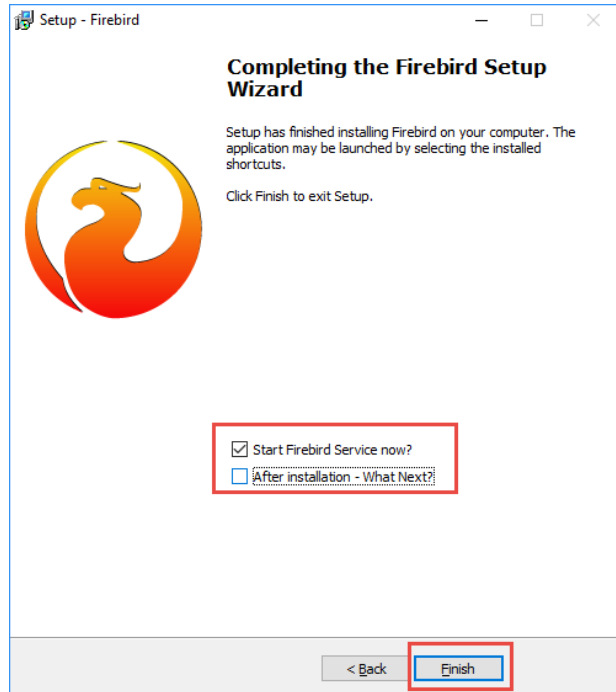 Setup - Firebird
Completing the Firebird Setup
Wizard
Setup has finished installing Firebird on your computer. The
application may be launched by selecting the installed
shortcuts.
Click Finish to exit Setup.
Start Firebird Service now?
After installation - What Next?
< Back
Finish